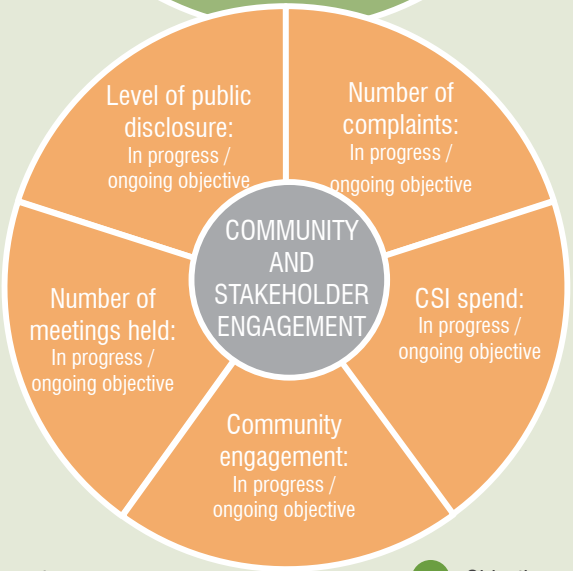 Level of public
disclosure:
In progress /
ongoing objective
Number of
complaints:
In progress /
ongoing objective
COMMUNITY
AND
STAKEHOLDER
ENGAGEMENT
Number of
meetings held:
In progress /
ongoing objective
CSI spend:
In progress /
ongoing objective
Community
engagement:
In progress /
ongoing objective